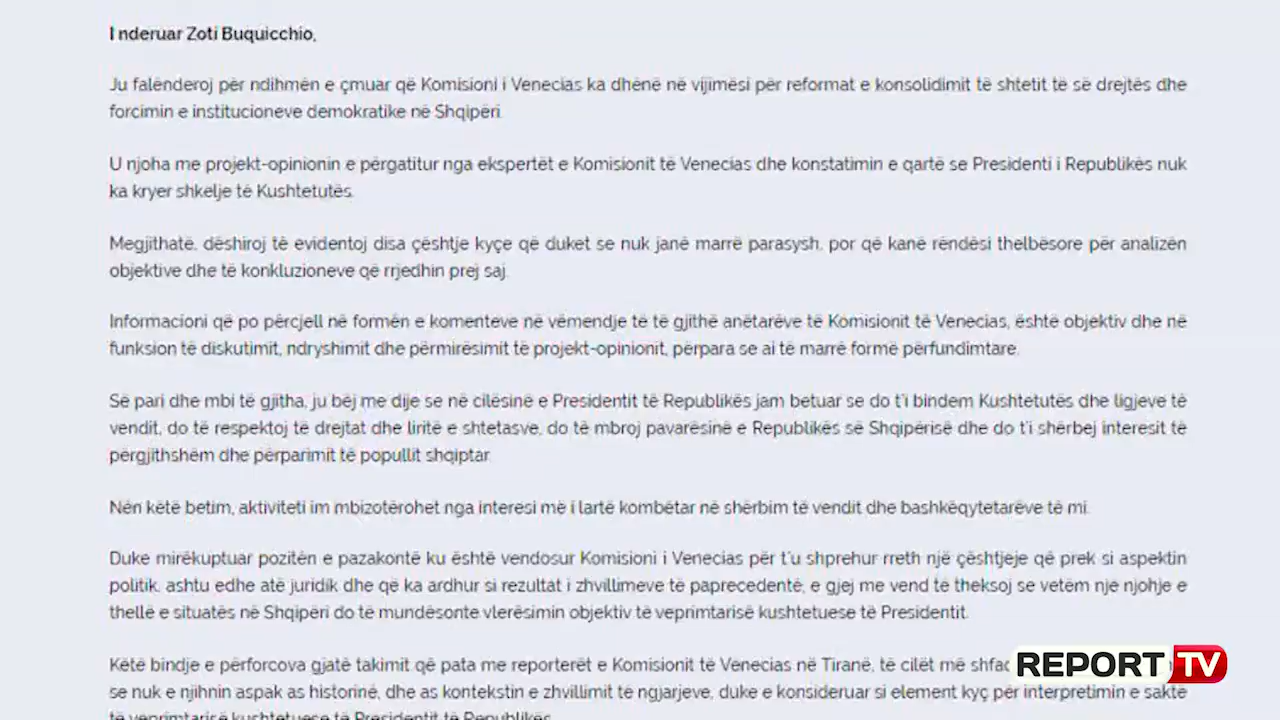 I nderuar Zoti Buquicchio,
Ju falënderoj për ndihmën e çmuar që Komisioni i Venecias ka dhënë në vijimësi për reformat e konsolidimit të shtetit të së drejtës dhe
forcimin e institucioneve demokratike në Shqipëri.
U njoha me projekt-opinionin e përgatitur nga ekspertët e Komisionit të Venecias dhe konstatimin e qartë se Presidenti i Republikës nuk
ka kryer shkelje të Kushtetutës.
Megjithatë, dëshiroj të evidentoj disa çështje kyçe që duket se nuk janë marrë parasysh, por që kanë rëndësi thelbësore për analizën
objektive dhe të konkluzioneve që rrjedhin prej saj.
Informacioni që po përcjell në formën e komenteve në vëmendje të të gjithë anëtarëve të Komisionit të Venecias, është objektiv dhe në
funksion të diskutimit, ndryshimit dhe përmirësimit të projekt-opinionit, përpara se ai të marrë formë përfundimtare.
Së pari dhe mbi të gjitha, ju bëj me dije se në cilësinë e Presidentit të Republikës jam betuar se do t'i bindem Kushtetutës dhe ligjeve të
vendit, do të respektoj të drejtat dhe liritë e shtetasve, do të mbroj pavarësinë e Republikës së Shqipërisë dhe do t'i shërbej interesit të
përgjithshëm dhe përparimit të popullit shqiptar.
Nën këtë betim, aktiviteti im mbizotërohet nga interesi më i lartë kombëtar në shërbim të vendit dhe bashkëqytetarëve të mi.
Duke mirëkuptuar pozitën e pazakontë ku është vendosur Komisioni i Venecias për t'u shprehur rreth një çështjeje që prek si aspektin
politik, ashtu edhe atë juridik dhe që ka ardhur si rezultat i zhvillimeve të paprecedentë, e gjej me vend të theksoj se vetëm një njohje e
thellë e situatës në Shqipëri do të mundësonte vlerësimin objektiv të veprimtarisë kushtetuese të Presidentit.
Këtë bindje e përforcova gjatë takimit që pata me reporterët e Komisionit të Venecias në Tiranë, të cilët më
se nuk e njihnin aspak as historinë, dhe as kontekstin e zhvillimit të ngjarjeve, duke e konsideruar si element kyç për interpretimin e saktë
të veprimtarisë kushtetuese të Presidentit të Republikës
REPORT TV